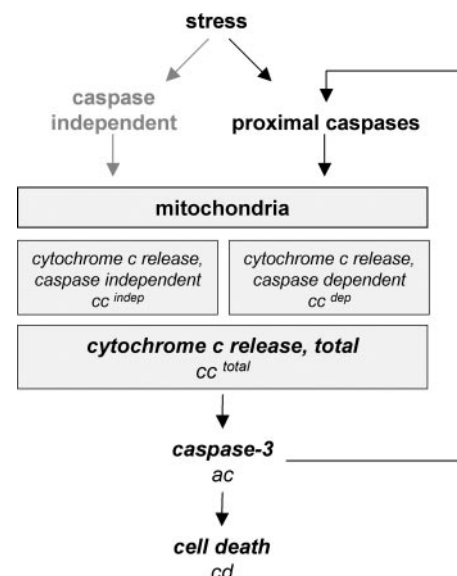 stress
caspase
independent
proximal caspases
mitochondria
cytochrome c release,
caspase independent
cc indep
cytochrome c release,
caspase dependent
cc dep
cytochrome c release, total
cc total
caspase-3
ac
cell death
cd